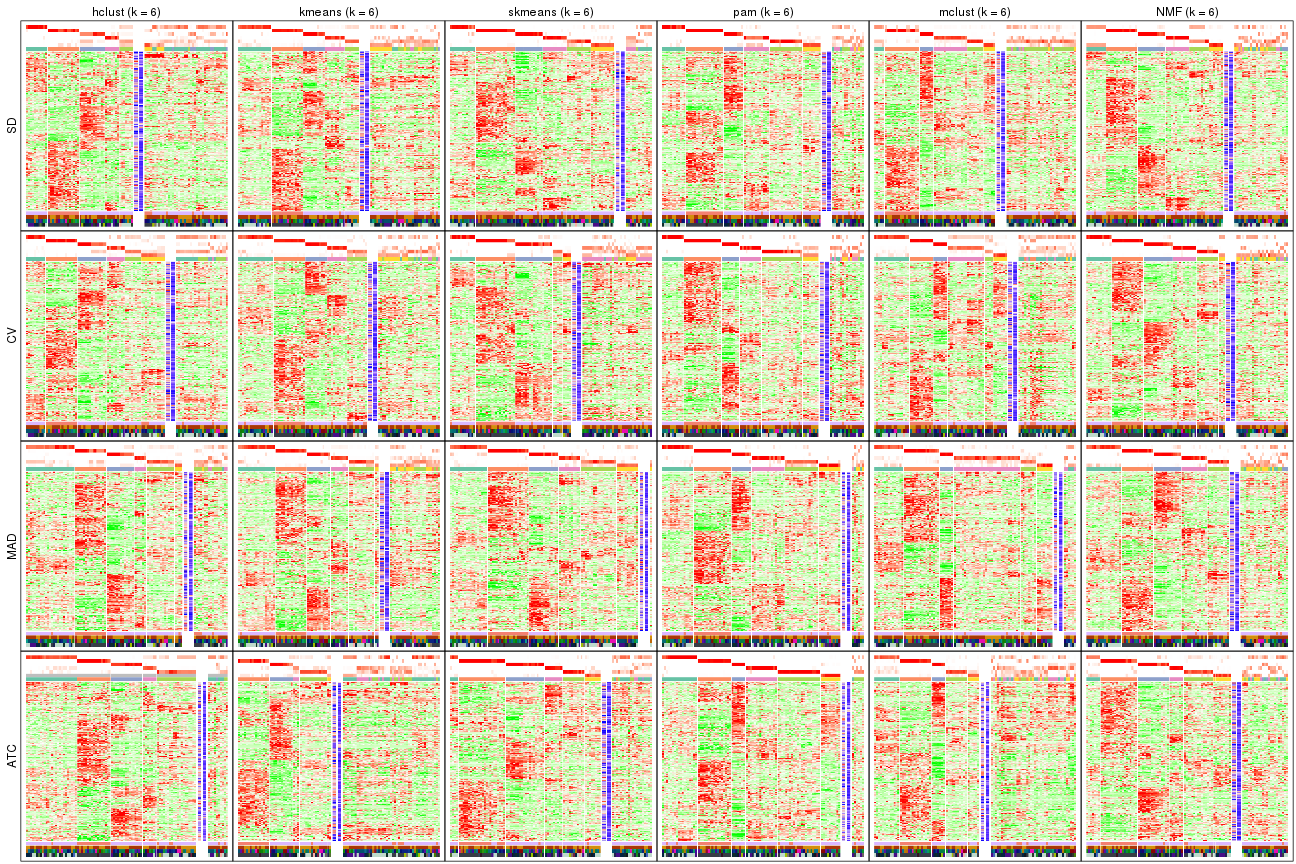 hclust (k = 6)
kmeans (k = 6)
skmeans (k = 6)
pam (k = 6)
mclust (k = 6)
NMF (k = 6)
SD
CV
MAD
ATC